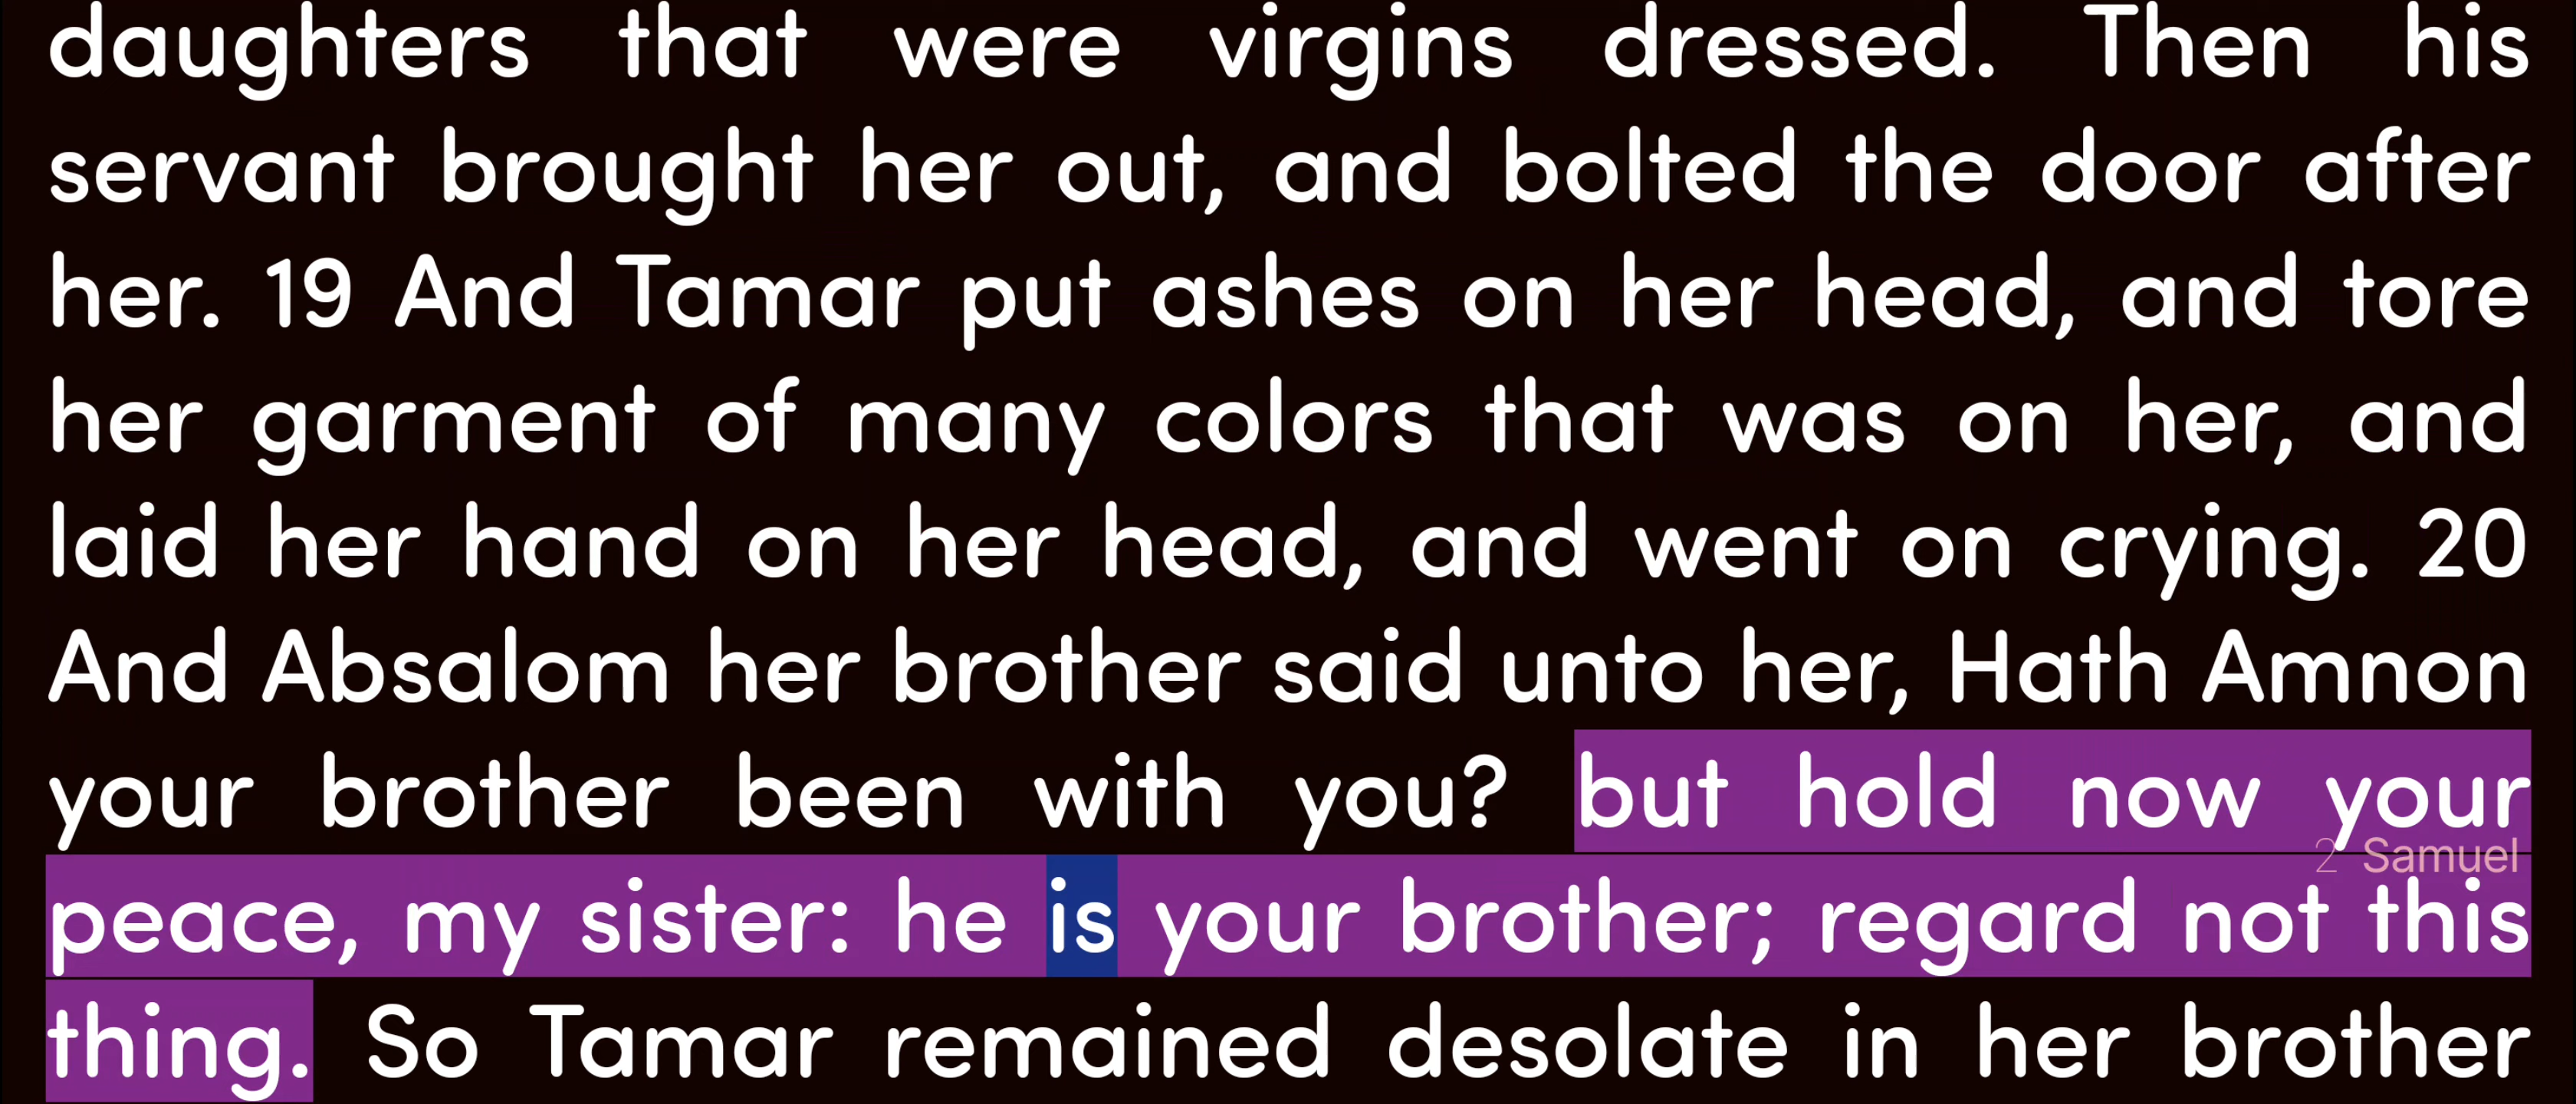 daughters that were virgins dressed. Then his
servant brought her out, and bolted the door after
her. 19 And Tamar put ashes on her head, and tore
her garment of many colors that was on her, and
laid her hand on her head, and went on crying. 20
And Absalom her brother said unto her, Hath Amnon
your brother been with you? but hold now your
2 Samuel
peace, my sister: he is your brother; regard not this
thing. So Tamar remained desolate in her brother